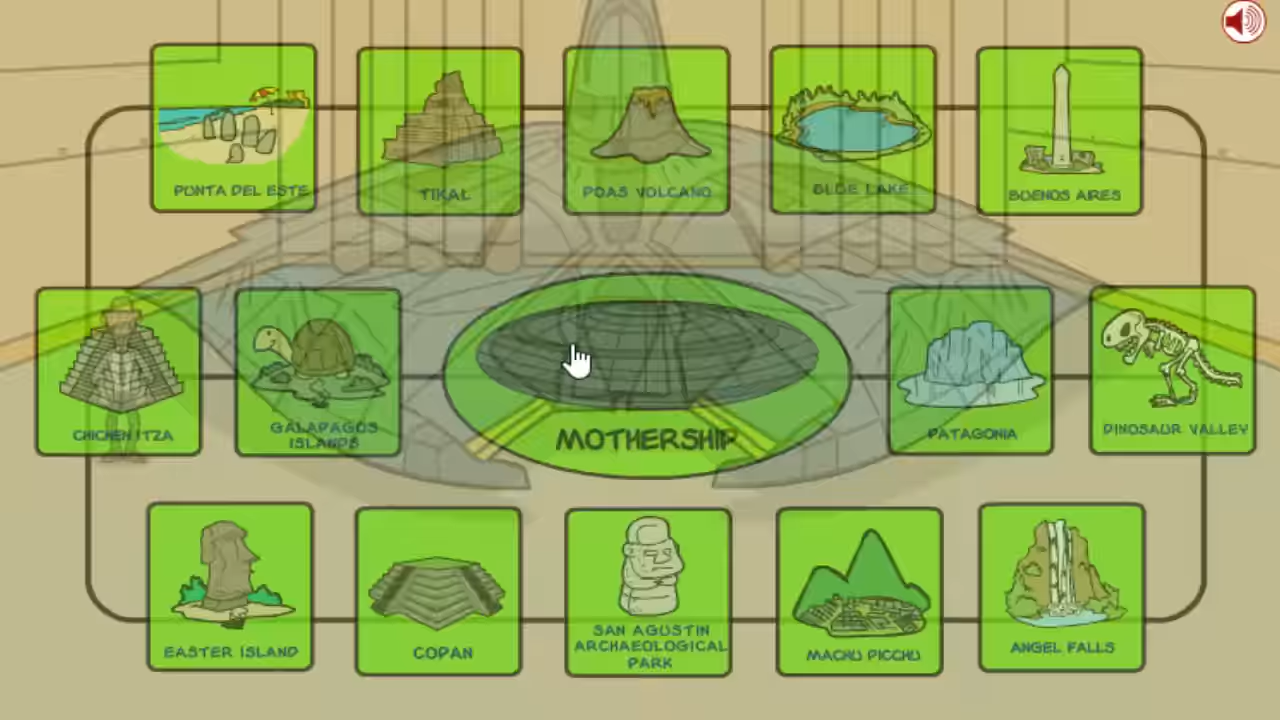 PUNTA DEL ESTE
TIKAL
POAS VOLCANO
BLUE LAKE
BUENOS AIRES
CHICHEN ITZA
GALAPAGOS
ISLANDS
MOTHERSHIP
PATAGONIA
DINOSAUR VALLEY
EASTER ISLAND
COPAN
SAN AGUSTIN
ARCHAEOLOGICAL
PARK
MACHU PICCHU
ANGEL FALLS